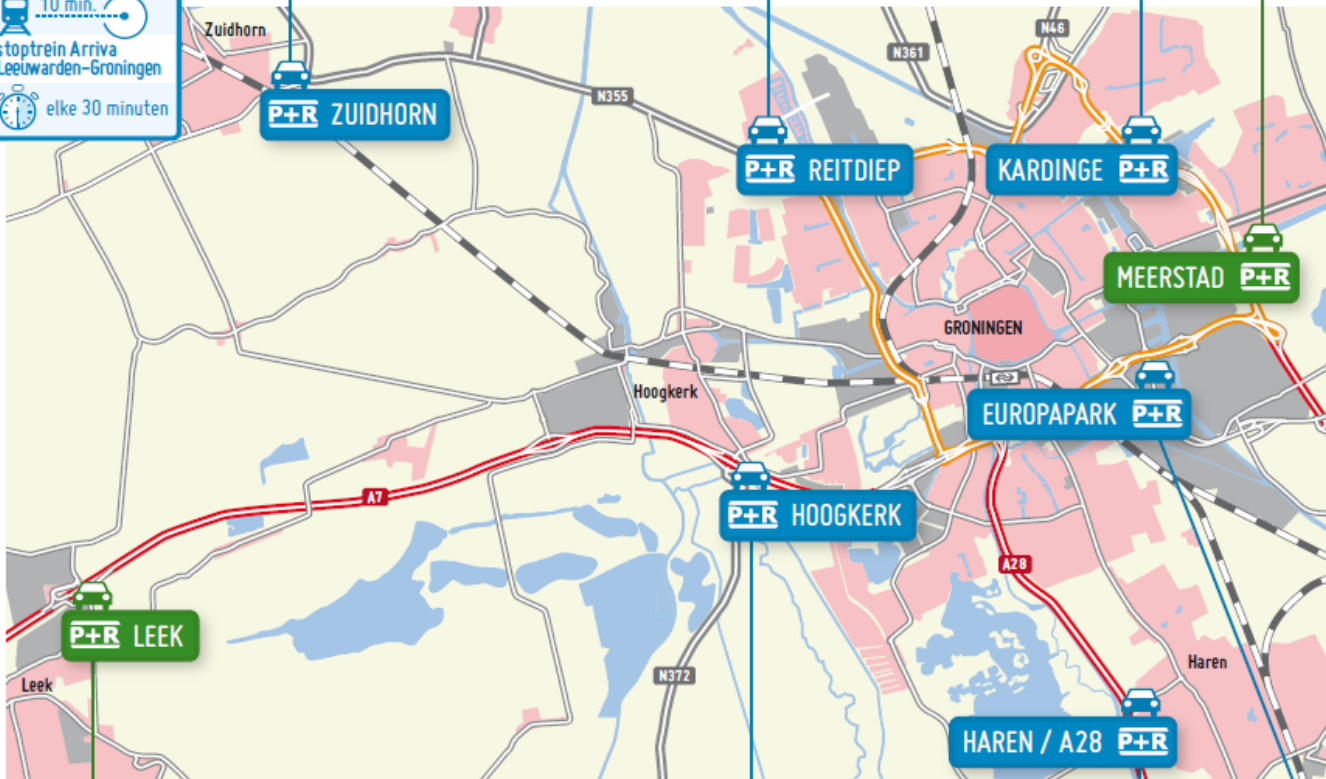 10 min.
stoptrein Arriva
Leeuwarden-Groningen
elke 30 minuten
Zuidhorn
N46
N361
N355
P+R ZUIDHORN
P+R REITDIEP
KARDINGE P+R
MEERSTAD P+R
GRONINGEN
Hoogkerk
EUROPAPARK P+R
A7
P+R HOOGKERK
A28
P+R LEEK
Leek
N372
Haren
HAREN / A28 P+R